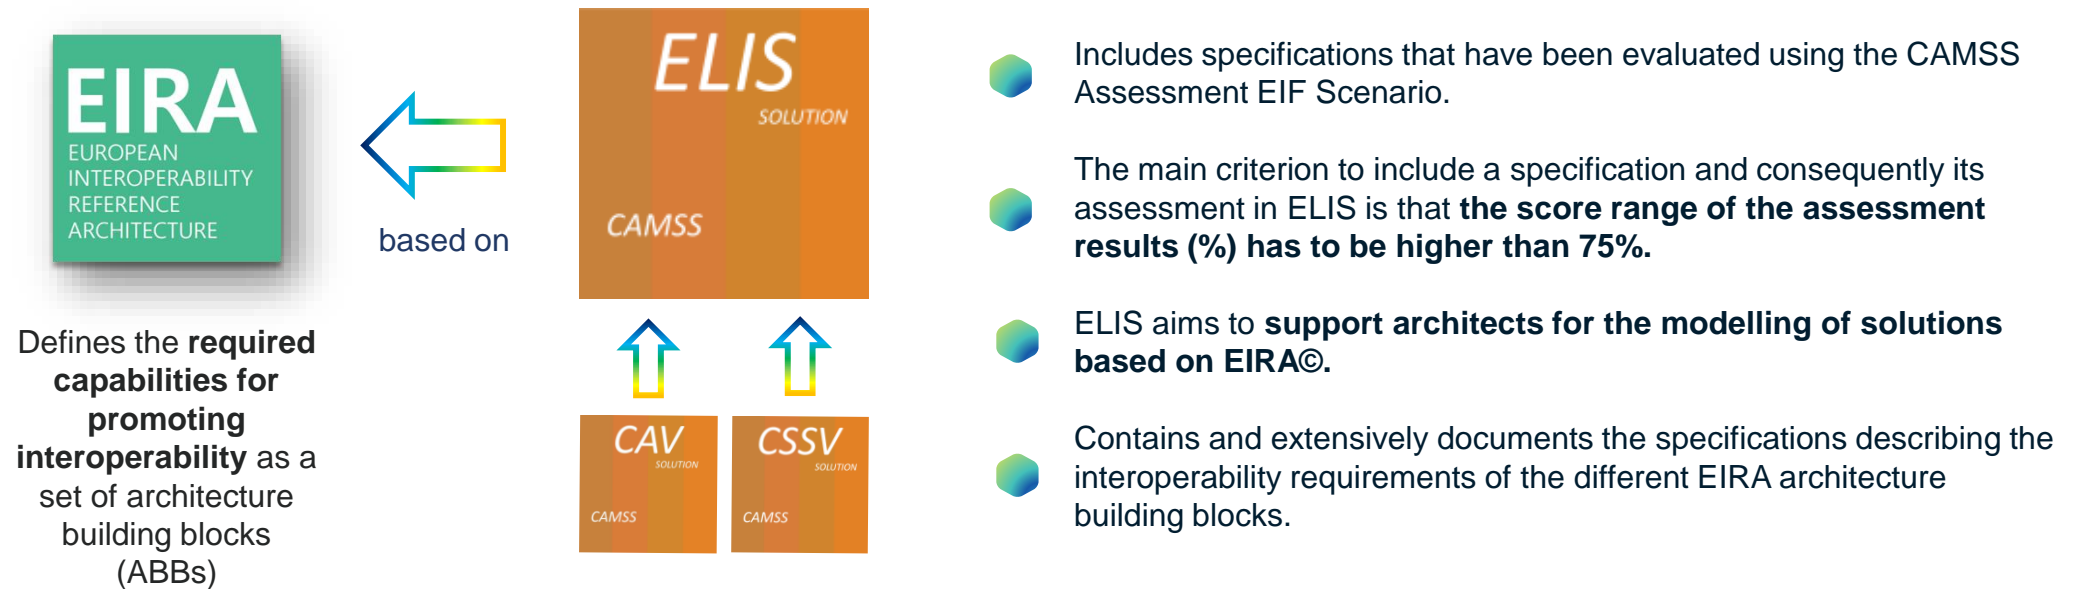 EIRA
EUROPEAN
INTEROPERABILITY
REFERENCE
ARCHITECTURE
Defines the required
capabilities for
promoting
interoperability as a
set of architecture
building blocks
(ABBs)
based on
ELIS
SOLUTION
CAMSS
CAV
SOLUTION
CAMSS
CSSV
SOLUTION
CAMSS
Includes specifications that have been evaluated using the CAMSS
Assessment EIF Scenario.
The main criterion to include a specification and consequently its
assessment in ELIS is that the score range of the assessment
results (%) has to be higher than 75%.
ELIS aims to support architects for the modelling of solutions
based on EIRA©.
Contains and extensively documents the specifications describing the
interoperability requirements of the different EIRA architecture
building blocks.